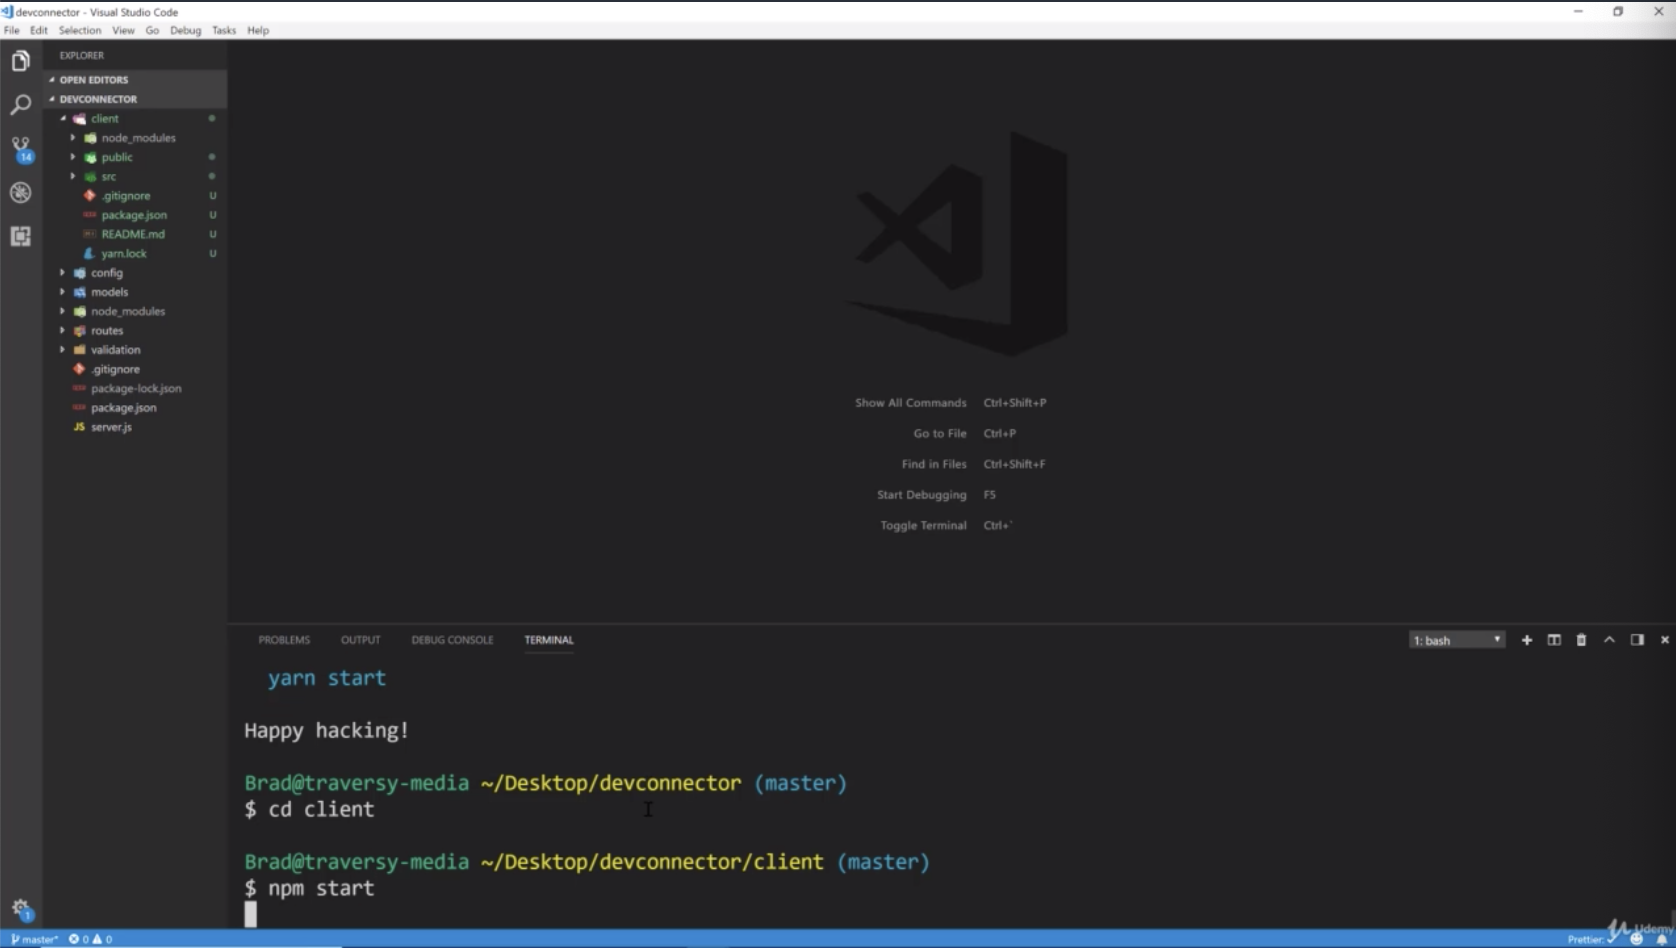 devconnector - Visual Studio Code
File Edit Selection View Go Debug Tasks Help
EXPLORER
OPEN EDITORS
DEVCONNECTOR
client
node_modules
14
public
src
.gitignore U
package.json U
README.md U
yarn.lock U
config
models
node_modules
routes
validation
.gitignore
package-lock.json
package.json
JS server.js
Show All Commands Ctrl+Shift+P
Go to File Ctrl+P
Find in Files Ctrl+Shift+F
Start Debugging F5
Toggle Terminal Ctrl+`
PROBLEMS OUTPUT DEBUG CONSOLE TERMINAL 1: bash
yarn start
Happy hacking!
Brad@traversy-media ~/Desktop/devconnector (master)
$ cd client
Brad@traversy-media ~/Desktop/devconnector/client (master)
$ npm start
1
master* 0 0 Prettier: Udemy